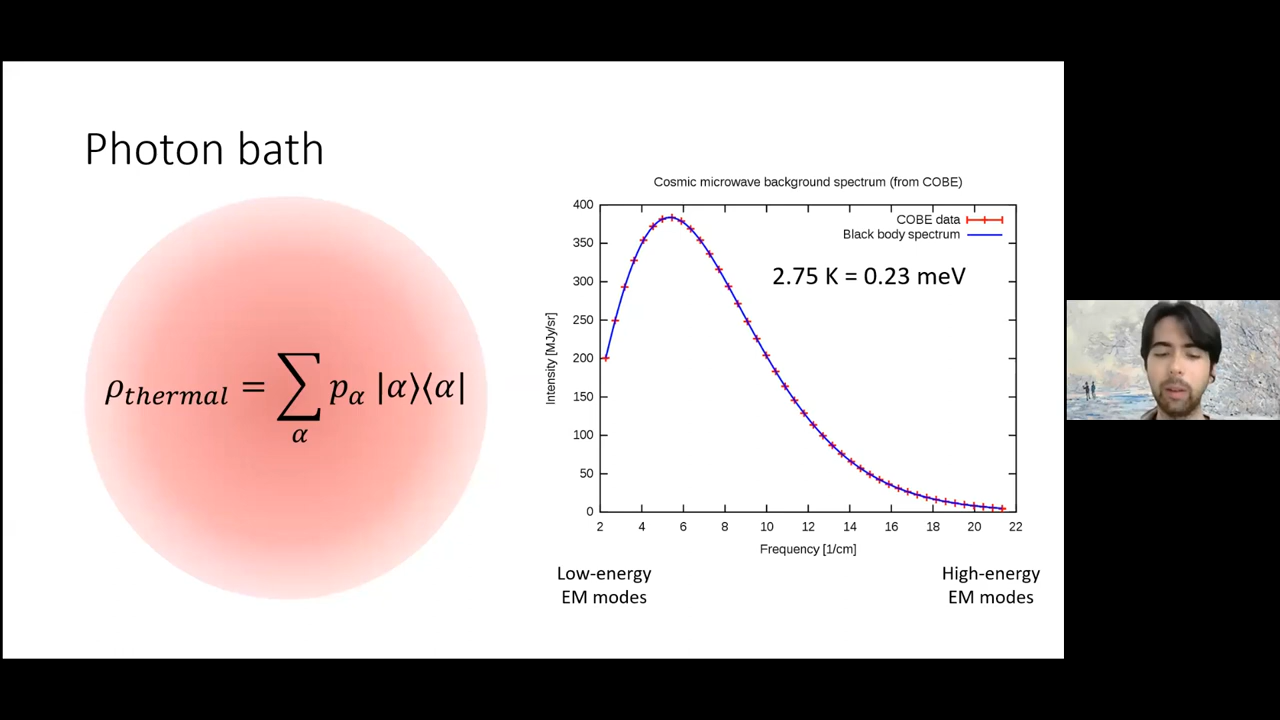 Photon bath
ρ_thermal = ∑_α p_α |α⟩⟨α|
Cosmic microwave background spectrum (from COBE)
COBE data
Black body spectrum
2.75 K = 0.23 meV
Intensity [MJy/sr]
400
350
300
250
200
150
100
50
0
2 4 6 8 10 12 14 16 18 20 22
Frequency [1/cm]
Low-energy
EM modes
High-energy
EM modes